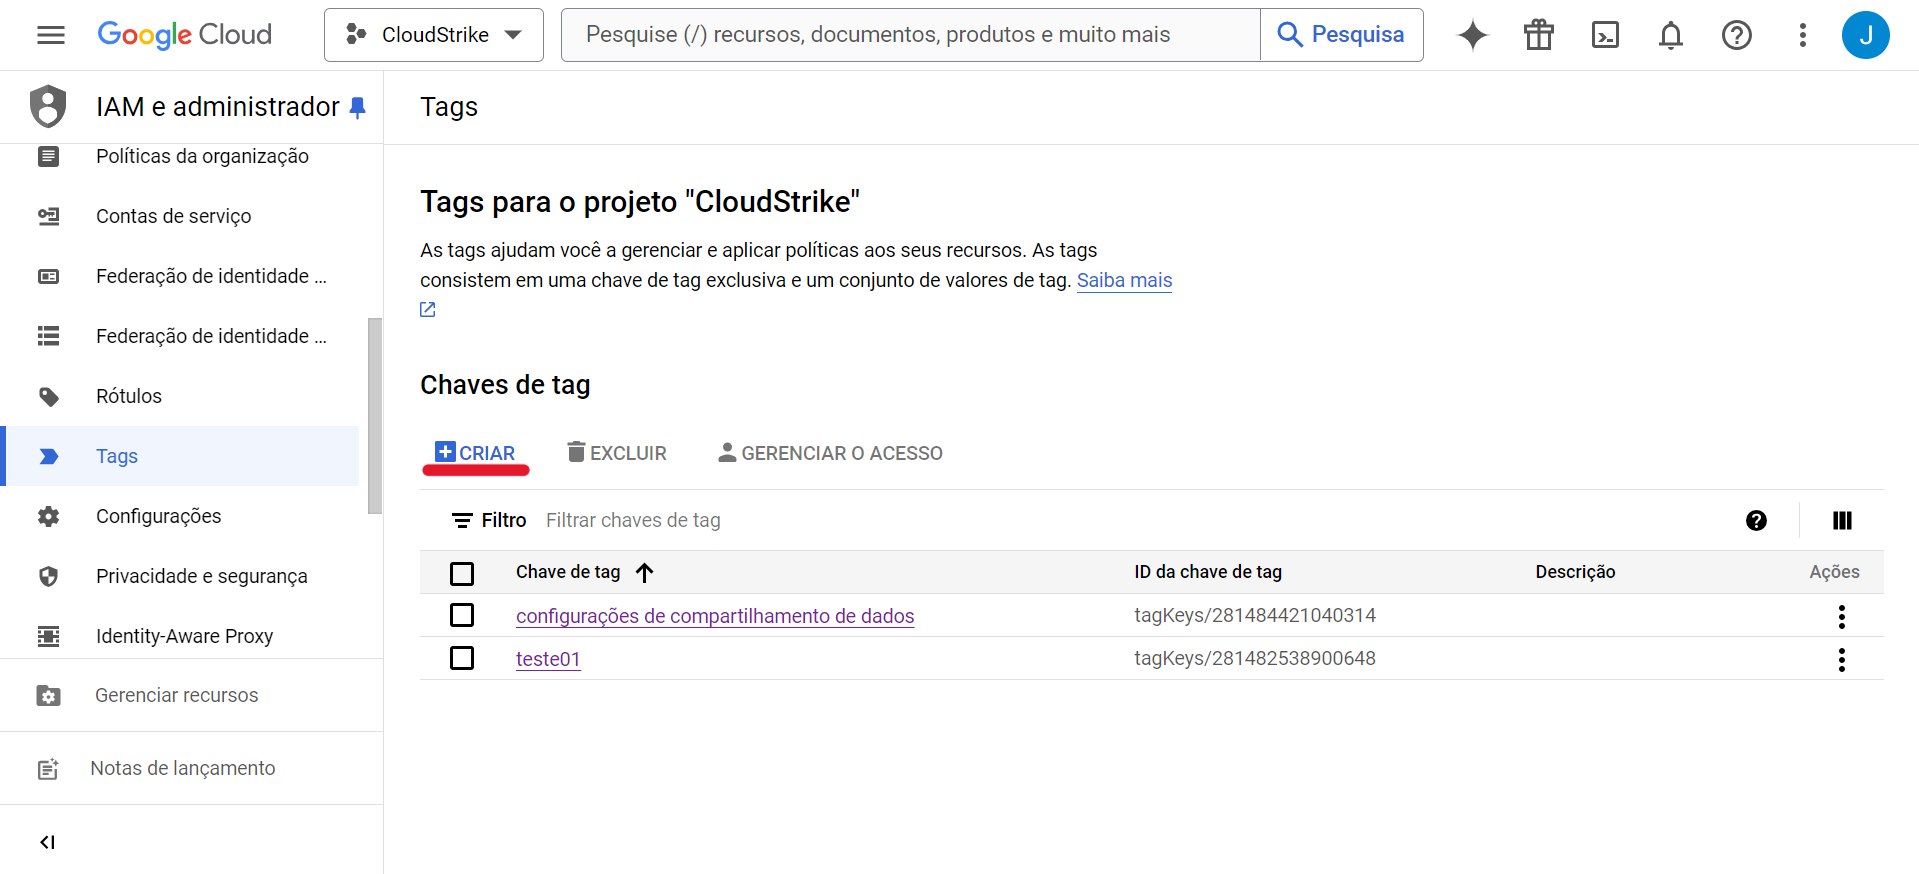 Google Cloud
CloudStrike
Pesquise (/) recursos, documentos, produtos e muito mais
Pesquisa
J
IAM e administrador
Tags
Políticas da organização
Contas de serviço
Federação de identidade ...
Federação de identidade ...
Rótulos
Tags
Configurações
Privacidade e segurança
Identity-Aware Proxy
Gerenciar recursos
Notas de lançamento
Tags para o projeto "CloudStrike"
As tags ajudam você a gerenciar e aplicar políticas aos seus recursos. As tags
consistem em uma chave de tag exclusiva e um conjunto de valores de tag. Saiba mais
Chaves de tag
CRIAR EXCLUIR GERENCIAR O ACESSO
Filtro Filtrar chaves de tag
Chave de tag ID da chave de tag Descrição Ações
configurações de compartilhamento de dados tagKeys/281484421040314
teste01 tagKeys/281482538900648